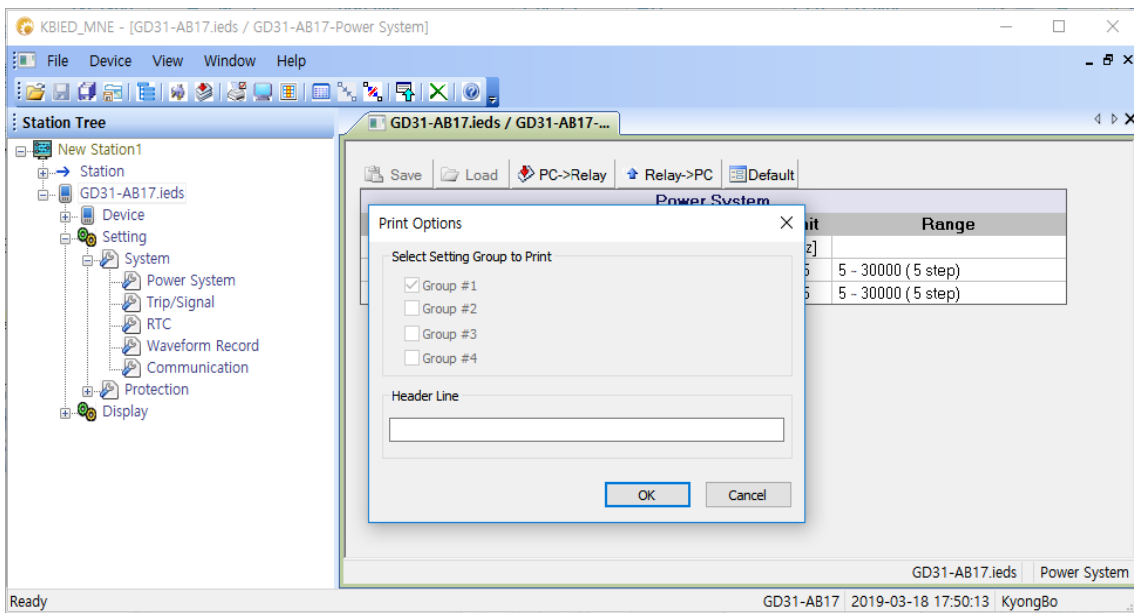 KBIED_MNE - [GD31-AB17.ieds / GD31-AB17-Power System]
File Device View Window Help
Station Tree
GD31-AB17.ieds / GD31-AB17-...
New Station1
Station
GD31-AB17.ieds
Device
Setting
System
Power System
Trip/Signal
RTC
Waveform Record
Communication
Protection
Display
Save Load PC->Relay Relay->PC Default
Power System
Range
5 - 30000 ( 5 step)
5 - 30000 ( 5 step)
Print Options
Select Setting Group to Print
Group #1
Group #2
Group #3
Group #4
Header Line
OK Cancel
GD31-AB17.ieds Power System
Ready GD31-AB17 2019-03-18 17:50:13 KyongBo